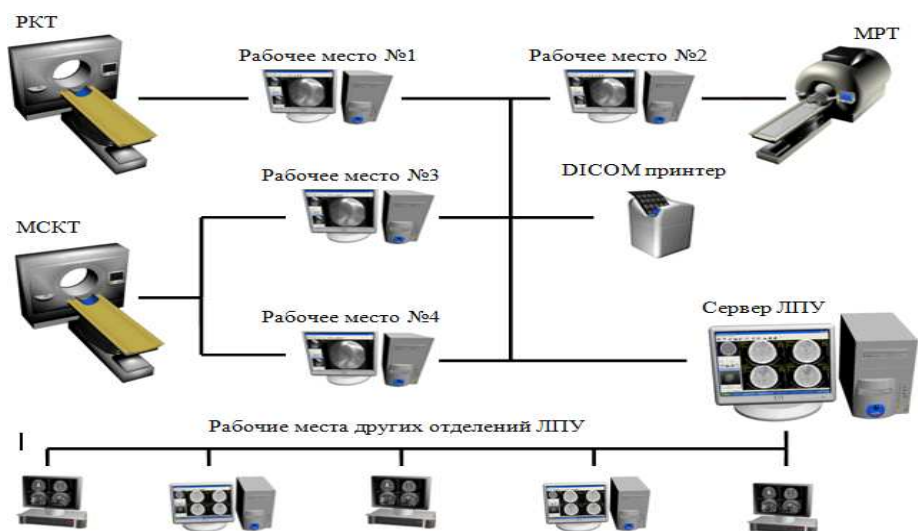 РКТ
Рабочее место №1
Рабочее место №2
МРТ
Рабочее место №3
DICOM принтер
МСКТ
Рабочее место №4
Сервер ЛПУ
Рабочие места других отделений ЛПУ